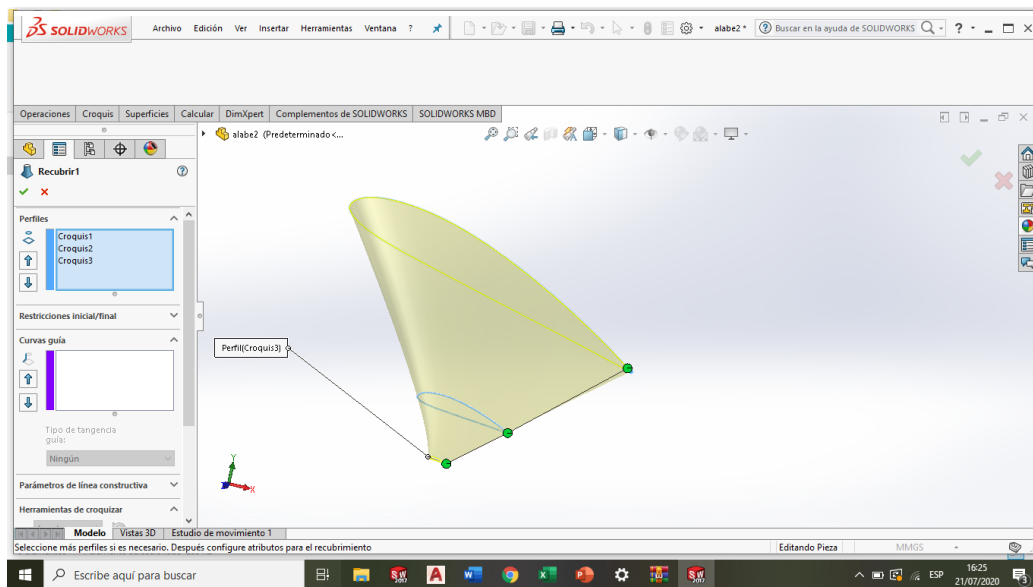 SOLIDWORKS
Archivo Edición Ver Insertar Herramientas Ventana ?
alabe2 *
Buscar en la ayuda de SOLIDWORKS
?
Operaciones Croquis Superficies Calcular DimXpert Complementos de SOLIDWORKS SOLIDWORKS MBD
alabe2 (Predeterminado<...
Recubrir1
Perfiles
Croquis1
Croquis2
Croquis3
Restricciones inicial/final
Curvas guía
Perfil(Croquis3)
Tipo de tangencia
guía:
Ningún
Parámetros de línea constructiva
Herramientas de croquizar
Y
X
Modelo Vistas 3D Estudio de movimiento 1
Seleccione más perfiles si es necesario. Después configure atributos para el recubrimiento
Editando Pieza
MMGS
Escribe aquí para buscar
ESP
16:25
21/07/2020